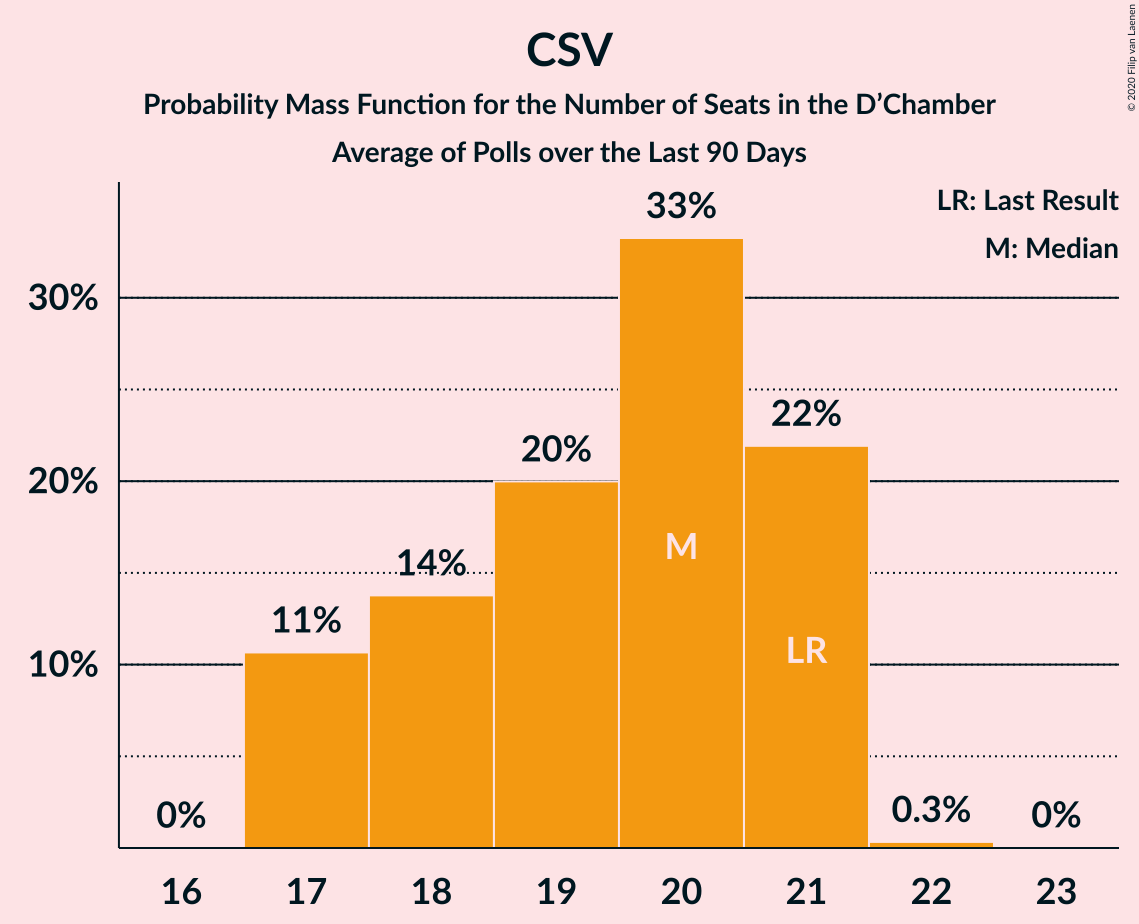 CSV
Probability Mass Function for the Number of Seats in the D’Chamber
Average of Polls over the Last 90 Days
© 2020 Filip van Laenen
LR: Last Result
M: Median
30%
20%
10%
0%
11%
14%
20%
33%
22%
0.3%
0%
M
LR
16 17 18 19 20 21 22 23